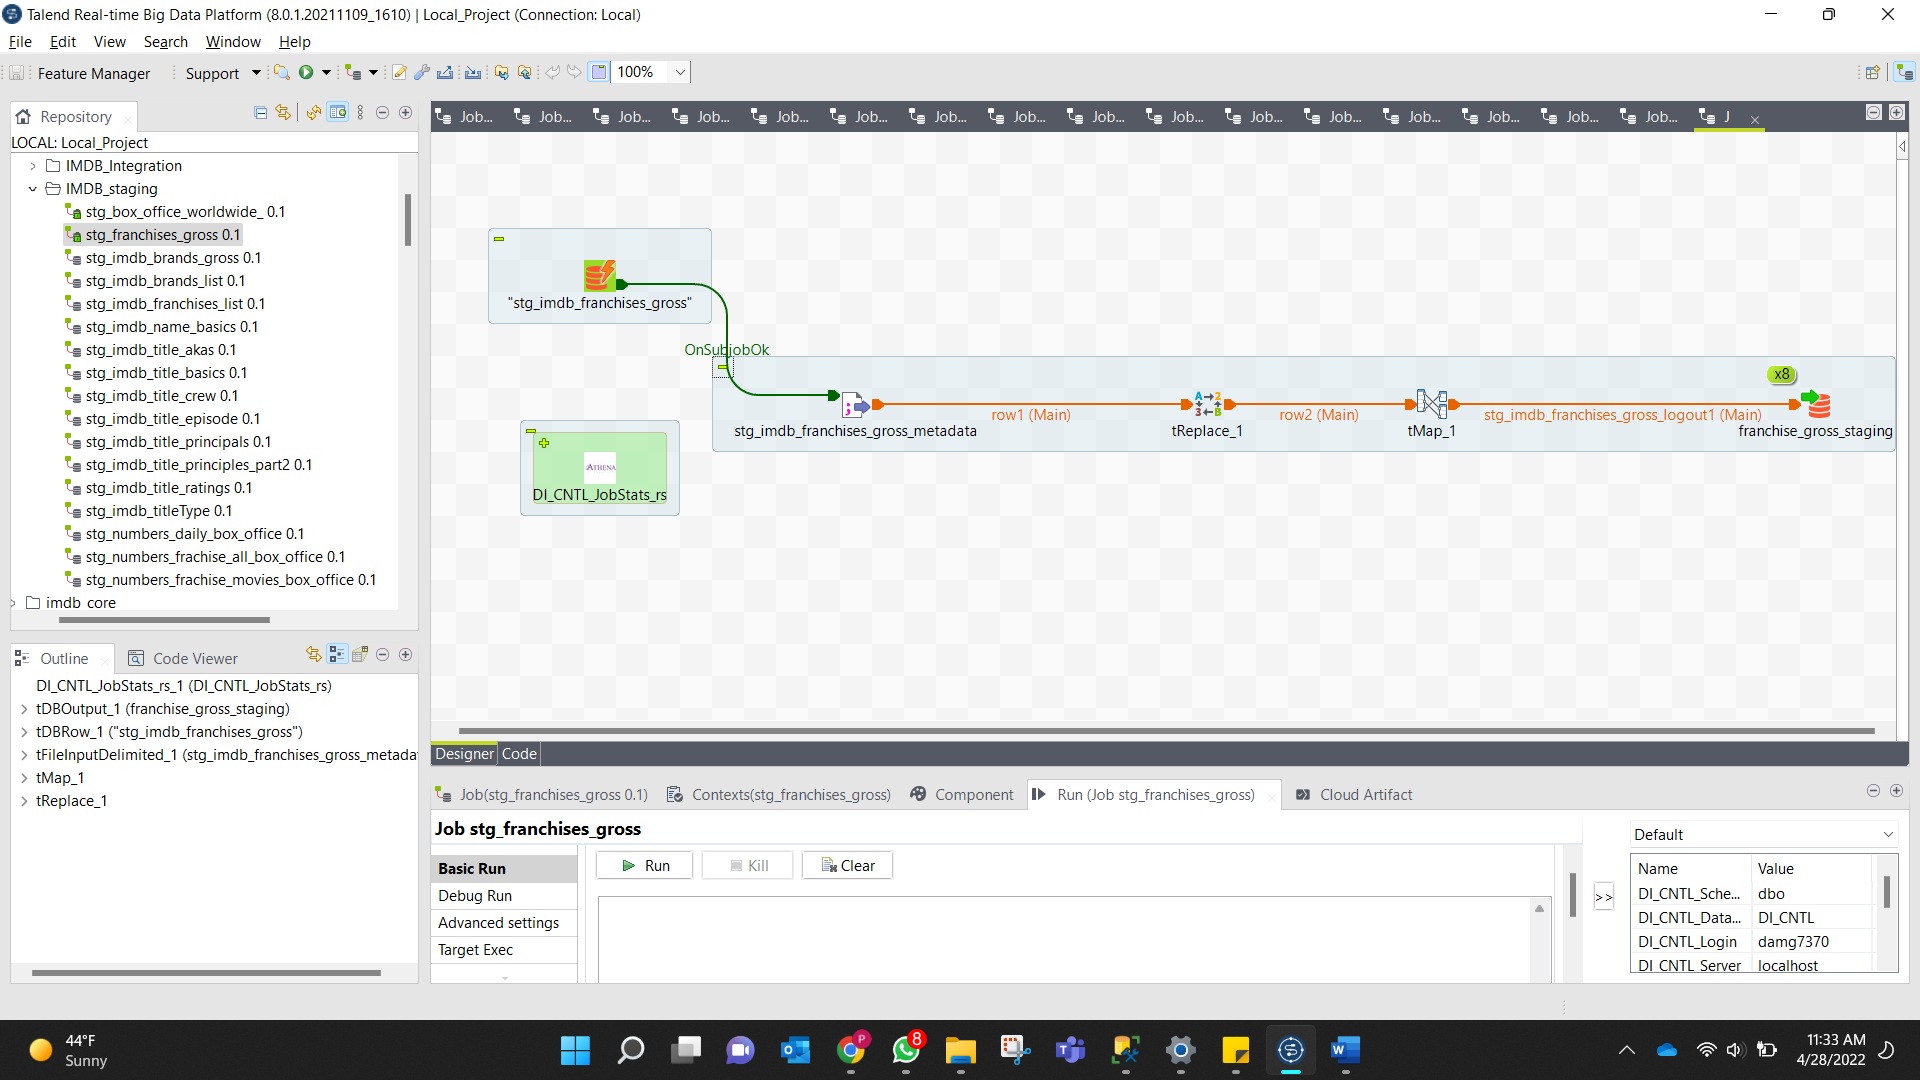 Talend Real-time Big Data Platform (8.0.1.20211109_1610) | Local_Project (Connection: Local)
File Edit View Search Window Help
Feature Manager Support 100%
Repository
LOCAL: Local_Project
IMDB_Integration
IMDB_staging
stg_box_office_worldwide_ 0.1
stg_franchises_gross 0.1
stg_imdb_brands_gross 0.1
stg_imdb_brands_list 0.1
stg_imdb_franchises_list 0.1
stg_imdb_name_basics 0.1
stg_imdb_title_akas 0.1
stg_imdb_title_basics 0.1
stg_imdb_title_crew 0.1
stg_imdb_title_episode 0.1
stg_imdb_title_principals 0.1
stg_imdb_title_principles_part2 0.1
stg_imdb_title_ratings 0.1
stg_imdb_titleType 0.1
stg_numbers_daily_box_office 0.1
stg_numbers_frachise_all_box_office 0.1
stg_numbers_frachise_movies_box_office 0.1
imdb core
Outline Code Viewer
DI_CNTL_JobStats_rs_1 (DI_CNTL_JobStats_rs)
tDBOutput_1 (franchise_gross_staging)
tDBRow_1 ("stg_imdb_franchises_gross")
tFileInputDelimited_1 (stg_imdb_franchises_gross_metada
tMap_1
tReplace_1
Job... Job... Job... Job... Job... Job... Job... Job... Job... Job... Job... Job... Job... Job... Job... Job... J
"stg_imdb_franchises_gross"
OnSubjobOk
x8
row1 (Main) row2 (Main) stg_imdb_franchises_gross_logout1 (Main)
stg_imdb_franchises_gross_metadata tReplace_1 tMap_1 franchise_gross_staging
ATHENA
DI_CNTL_JobStats_rs
Designer Code
Job(stg_franchises_gross 0.1) Contexts(stg_franchises_gross) Component Run (Job stg_franchises_gross) Cloud Artifact
Job stg_franchises_gross
Basic Run
Debug Run
Advanced settings
Target Exec
Run Kill Clear
>>
Default
Name Value
DI_CNTL_Sche... dbo
DI_CNTL_Data... DI_CNTL
DI_CNTL_Login damg7370
DI_CNTL_Server localhost
44°F
Sunny
P
8
11:33 AM
4/28/2022